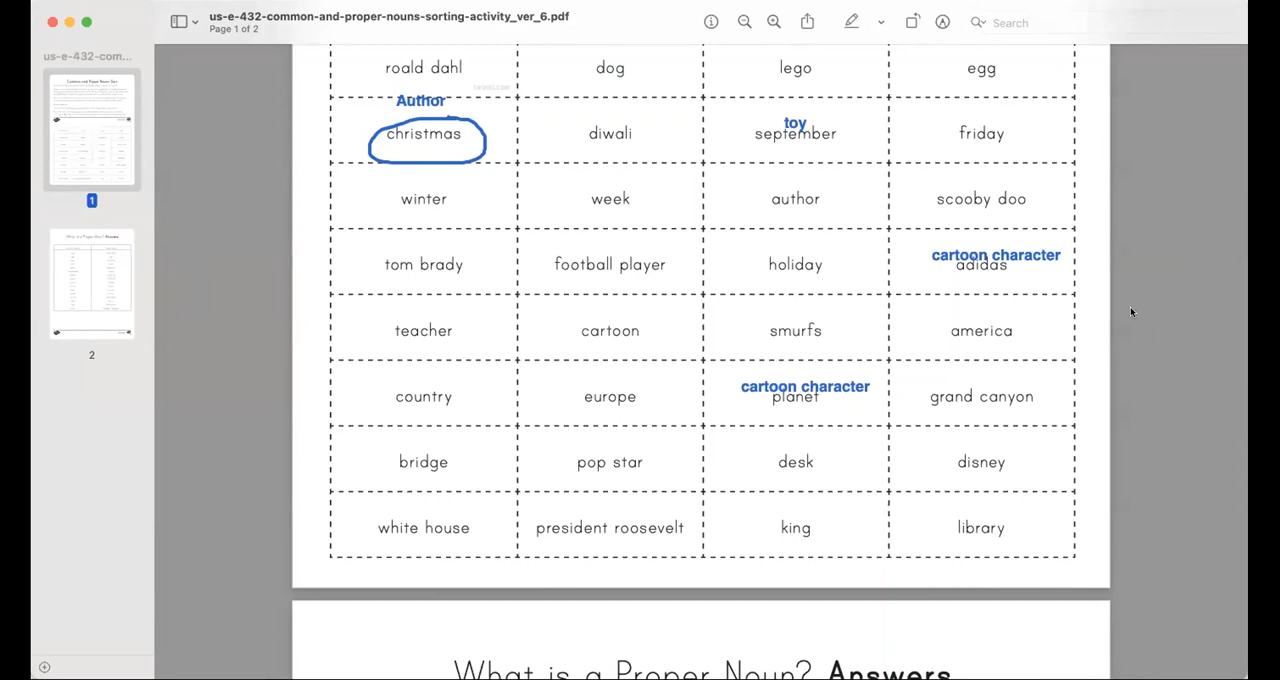 us-e-432-common-and-proper-nouns-sorting-activity_ver_6.pdf
Page 1 of 2
Search
us-e-432-com...
1
2
roald dahl dog lego egg
Author
christmas diwali september friday
toy
winter week author scooby doo
tom brady football player holiday adidas
cartoon character
teacher cartoon smurfs america
country europe planet grand canyon
cartoon character
bridge pop star desk disney
white house president roosevelt king library
What is a Proper Noun? Answers